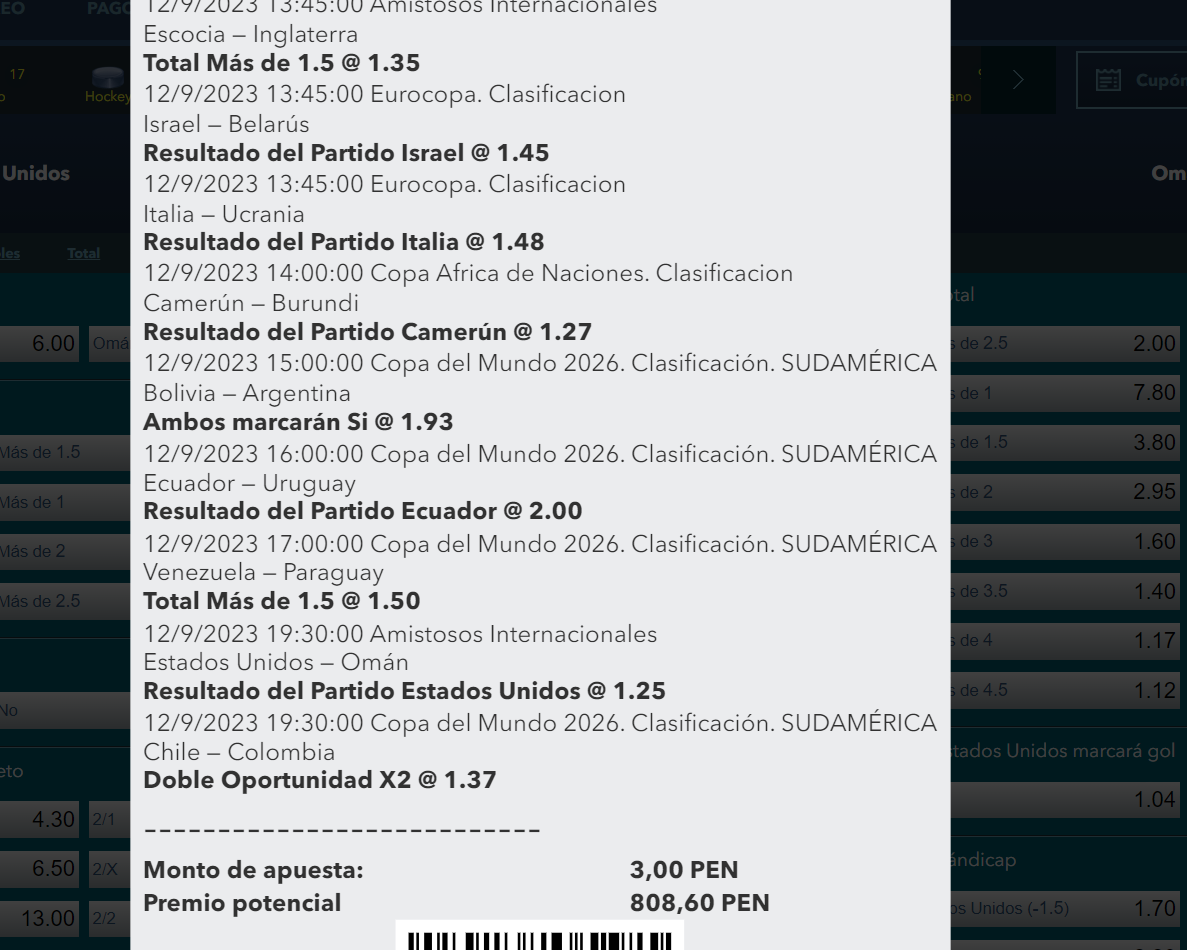 EO
PAGO
17
o
Hockey
ano
Cupón
Unidos
Om
les
Total
12/9/2023 13:45:00 Amistosos Internacionales
Escocia – Inglaterra
Total Más de 1.5 @ 1.35
12/9/2023 13:45:00 Eurocopa. Clasificacion
Israel – Belarús
Resultado del Partido Israel @ 1.45
12/9/2023 13:45:00 Eurocopa. Clasificacion
Italia – Ucrania
Resultado del Partido Italia @ 1.48
12/9/2023 14:00:00 Copa Africa de Naciones. Clasificacion
Camerún – Burundi
Resultado del Partido Camerún @ 1.27
12/9/2023 15:00:00 Copa del Mundo 2026. Clasificación. SUDAMÉRICA
Bolivia – Argentina
Ambos marcarán Si @ 1.93
12/9/2023 16:00:00 Copa del Mundo 2026. Clasificación. SUDAMÉRICA
Ecuador – Uruguay
Resultado del Partido Ecuador @ 2.00
12/9/2023 17:00:00 Copa del Mundo 2026. Clasificación. SUDAMÉRICA
Venezuela – Paraguay
Total Más de 1.5 @ 1.50
12/9/2023 19:30:00 Amistosos Internacionales
Estados Unidos – Omán
Resultado del Partido Estados Unidos @ 1.25
12/9/2023 19:30:00 Copa del Mundo 2026. Clasificación. SUDAMÉRICA
Chile – Colombia
Doble Oportunidad X2 @ 1.37
---------------------------
Monto de apuesta: 3,00 PEN
Premio potencial 808,60 PEN
6.00 Omá
Más de 1.5
Más de 1
Más de 2
Más de 2.5
No
eto
4.30 2/1
6.50 2/X
13.00 2/2
otal
s de 2.5 2.00
s de 1 7.80
s de 1.5 3.80
s de 2 2.95
s de 3 1.60
s de 3.5 1.40
s de 4 1.17
s de 4.5 1.12
stados Unidos marcará gol
1.04
ándicap
os Unidos (-1.5) 1.70